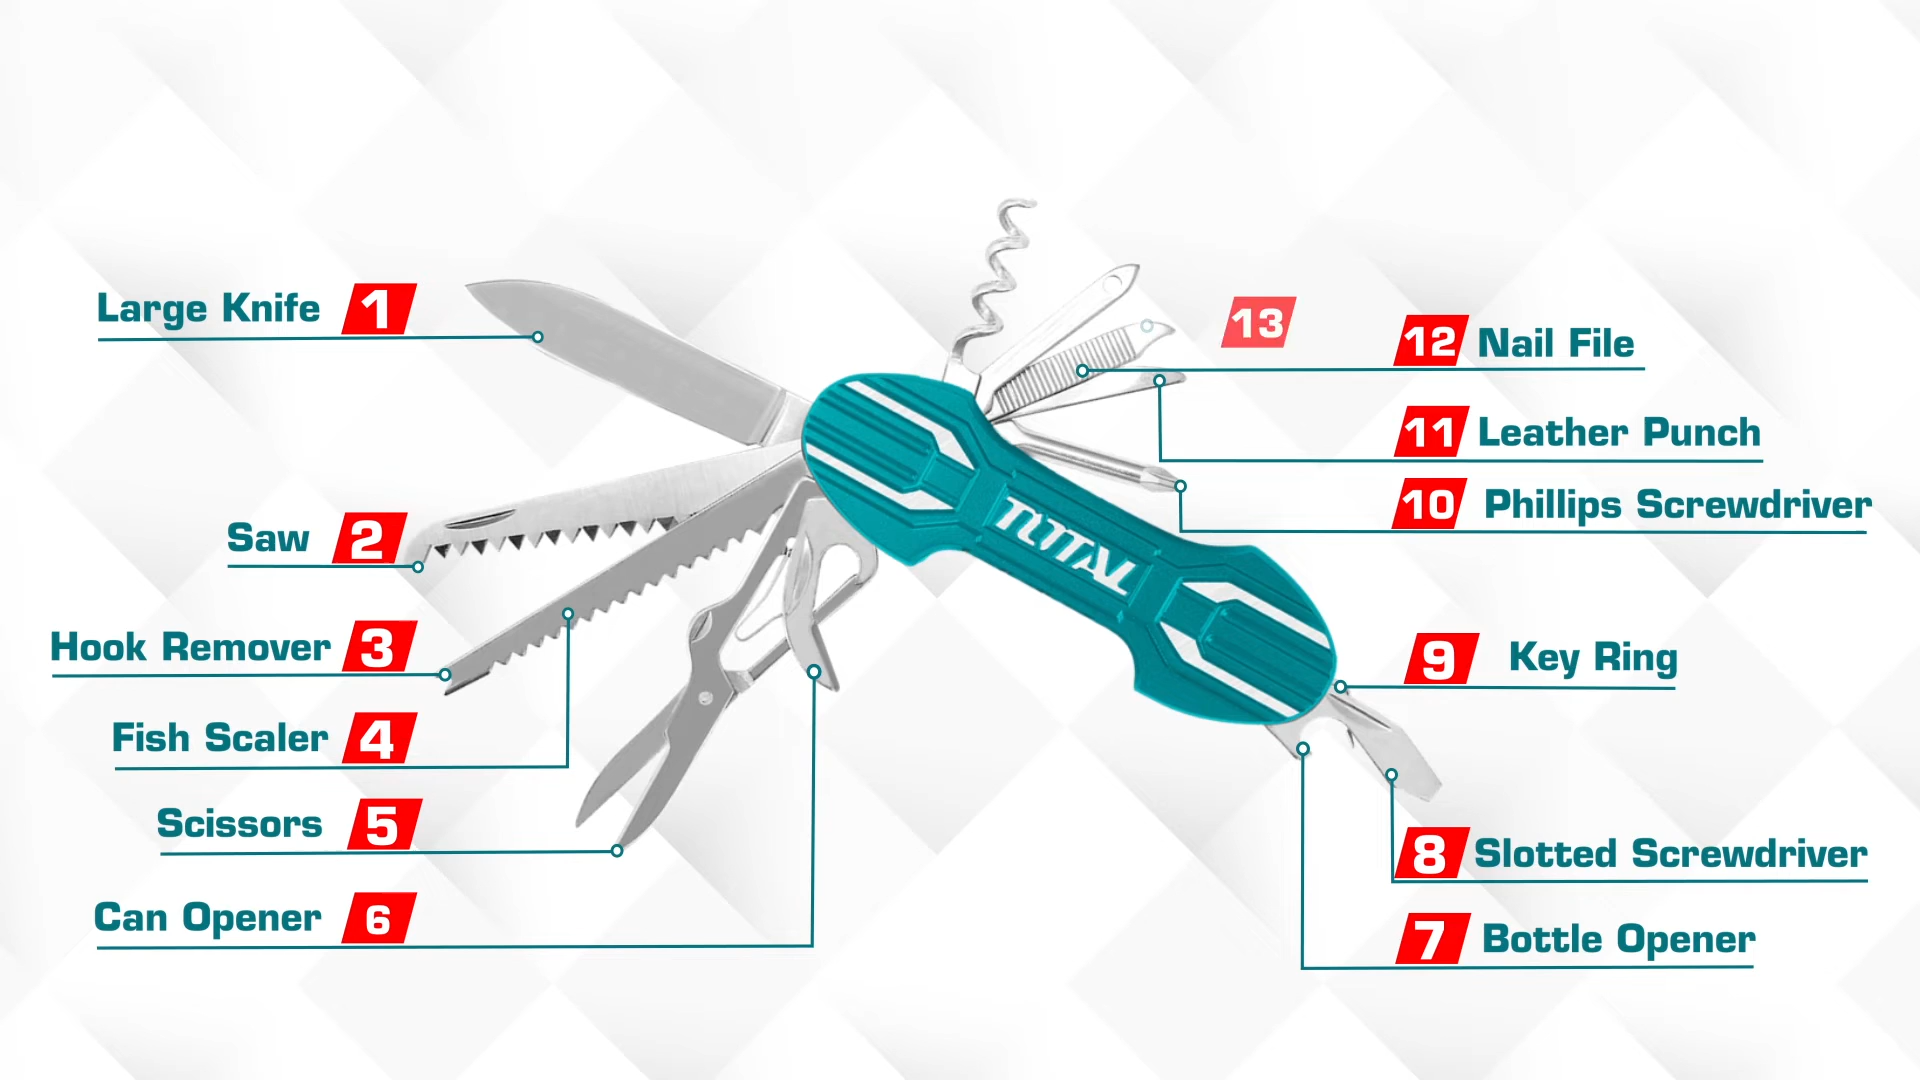 Large Knife 1
Saw 2
Hook Remover 3
Fish Scaler 4
Scissors 5
Can Opener 6
TOTAL
13
12 Nail File
11 Leather Punch
10 Phillips Screwdriver
9 Key Ring
8 Slotted Screwdriver
7 Bottle Opener